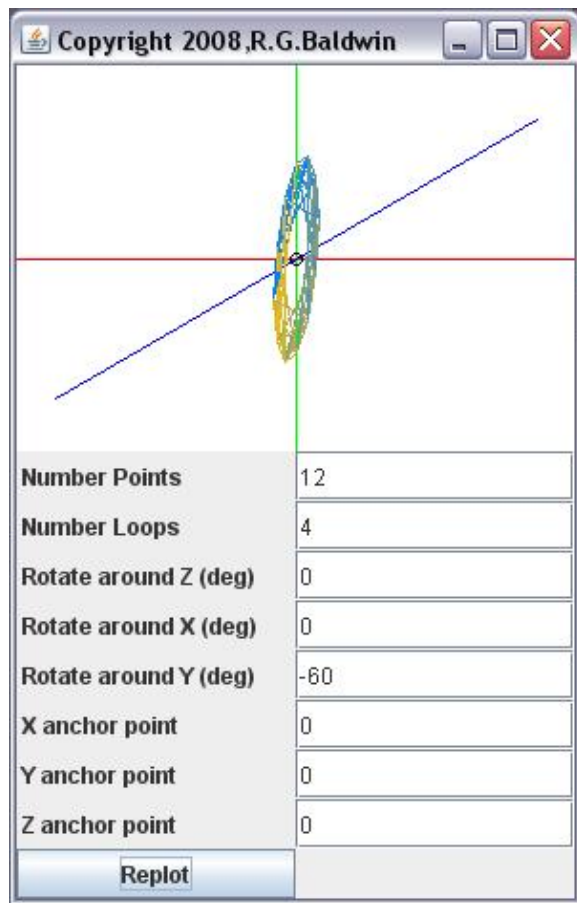 Copyright 2008,R.G.Baldwin
Number Points 12
Number Loops 4
Rotate around Z (deg) 0
Rotate around X (deg) 0
Rotate around Y (deg) -60
X anchor point 0
Y anchor point 0
Z anchor point 0
Replot